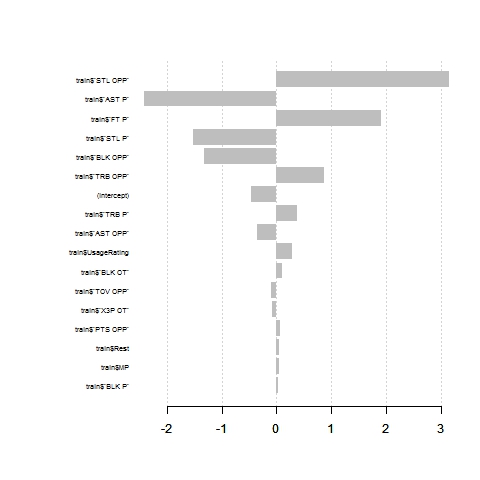 train$`STL OPP`
train$`AST P`
train$`FT P`
train$`STL P`
train$`BLK OPP`
train$`TRB OPP`
(Intercept)
train$`TRB P`
train$`AST OPP`
train$UsageRating
train$`BLK OT`
train$`TOV OPP`
train$`X3P OT`
train$`PTS OPP`
train$Rest
train$MP
train$`BLK P`
-2 -1 0 1 2 3